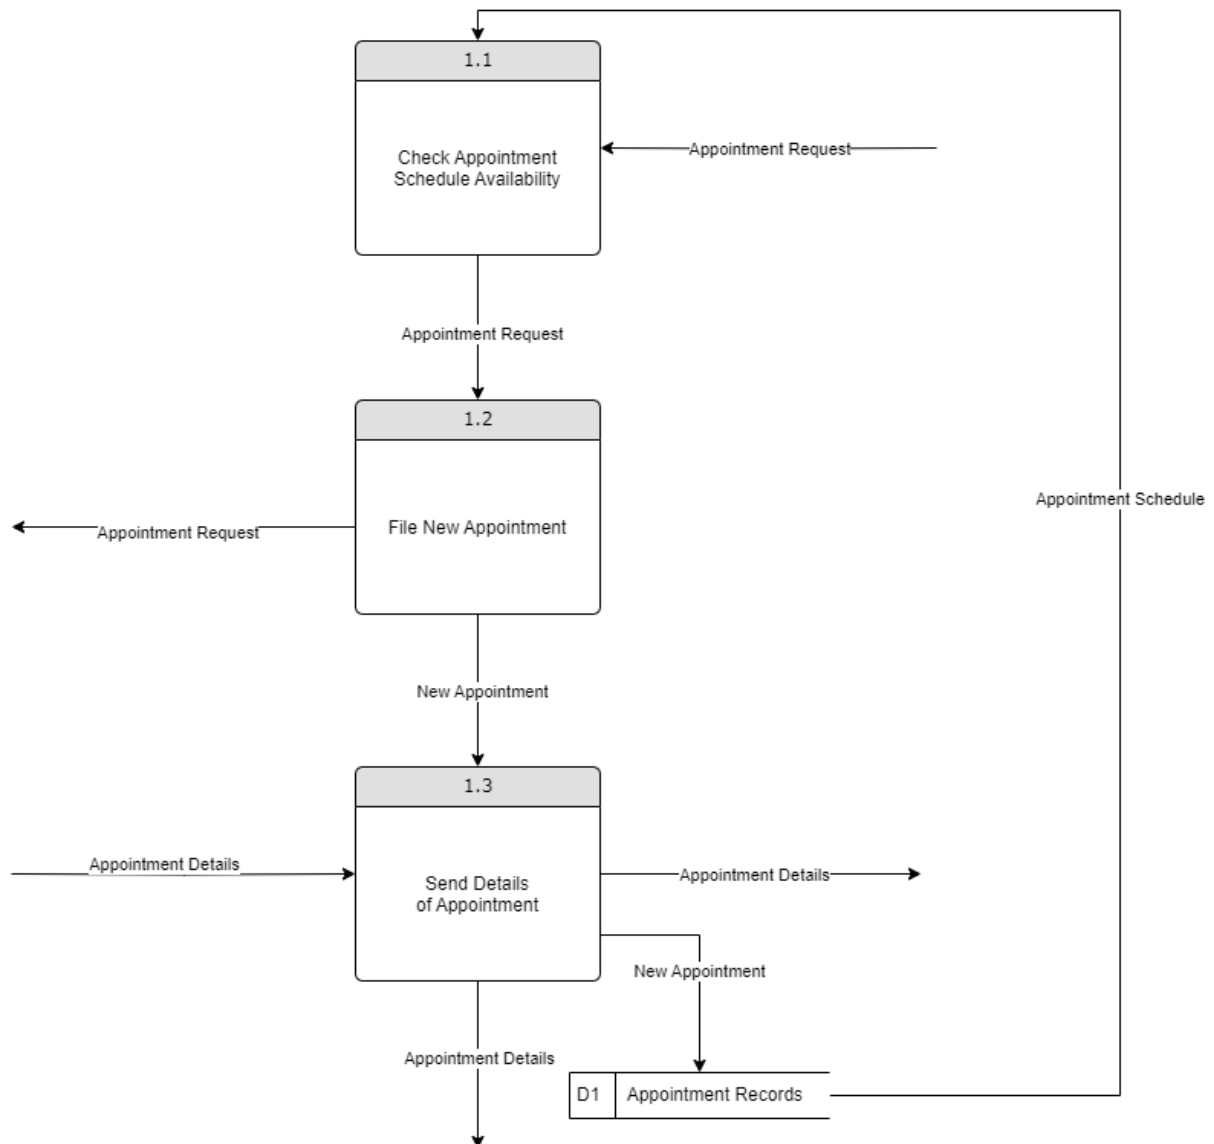 1.1
Check Appointment
Schedule Availability
Appointment Request
Appointment Request
1.2
Appointment Schedule
File New Appointment
Appointment Request
New Appointment
1.3
Appointment Details
Send Details
of Appointment
Appointment Details
New Appointment
Appointment Details
D1
Appointment Records